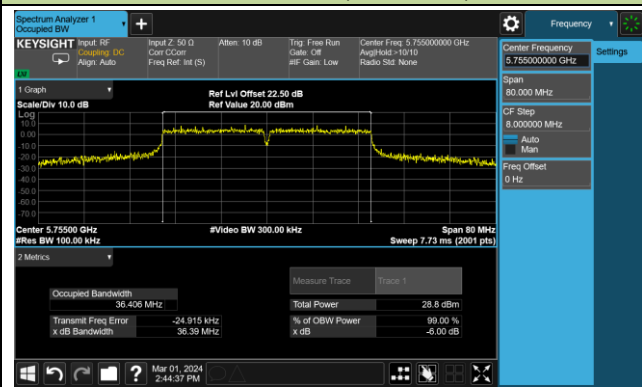 Spectrum Analyzer 1
Occupied BW
+
Frequency
KEYSIGHT
Input: RF
Coupling: DC
Align: Auto
Input Z: 50 Ω
Corr CCorr
Freq Ref: Int (S)
Atten: 10 dB
Trig: Free Run
Gate: Off
#IF Gain: Low
Center Freq: 5.755000000 GHz
Avg|Hold:>10/10
Radio Std: None
Center Frequency
5.755000000 GHz
Settings
Span
80.000 MHz
CF Step
8.000000 MHz
Auto
Man
Freq Offset
0 Hz
1 Graph
Scale/Div 10.0 dB
Ref Lvl Offset 22.50 dB
Ref Value 20.00 dBm
Log
10.0
0.00
-10.0
-20.0
-30.0
-40.0
-50.0
-60.0
-70.0
Center 5.75500 GHz
#Res BW 100.00 kHz
#Video BW 300.00 kHz
Span 80 MHz
Sweep 7.73 ms (2001 pts)
2 Metrics
Measure Trace
Trace 1
Occupied Bandwidth
36.406 MHz
Total Power
28.8 dBm
Transmit Freq Error
-24.915 kHz
% of OBW Power
99.00 %
x dB Bandwidth
36.39 MHz
x dB
-6.00 dB
?
Mar 01, 2024
2:44:37 PM